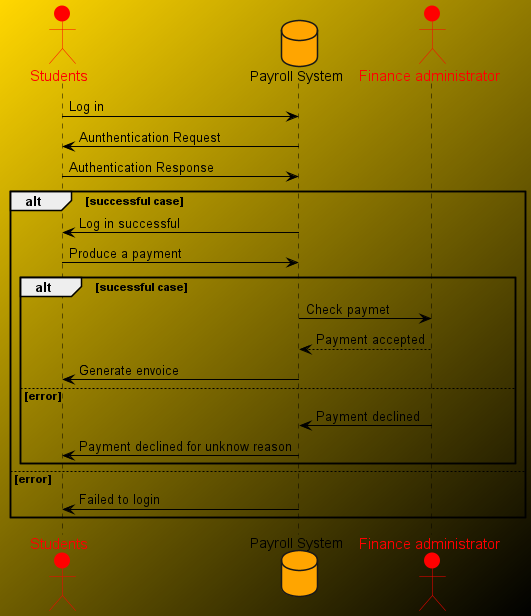 Students
Payroll System
Finance administrator
Log in
Aunthentication Request
Authentication Response
alt [successful case]
Log in successful
Produce a payment
alt [sucessful case]
Check paymet
Payment accepted
Generate envoice
[error]
Payment declined
Payment declined for unknow reason
[error]
Failed to login
Students
Payroll System
Finance administrator